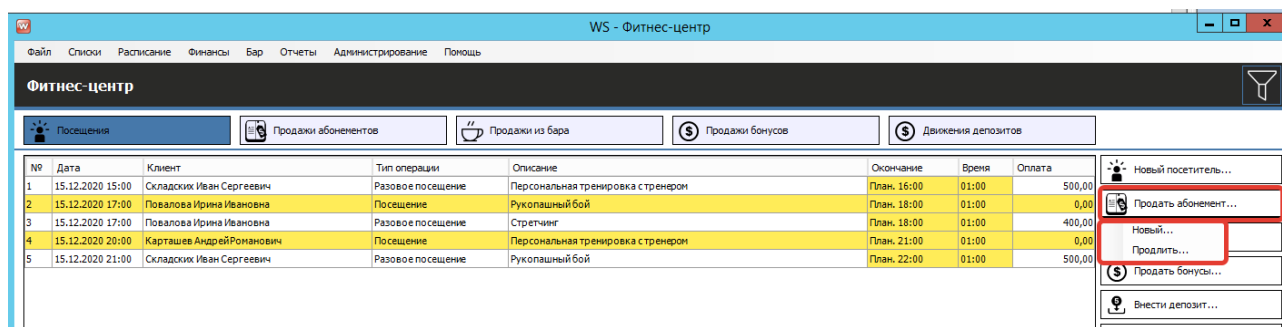 WS - Фитнес-центр
Файл Списки Расписание Финансы Бар Отчеты Администрирование Помощь
Фитнес-центр
Посещения Продажи абонементов Продажи из бара Продажи бонусов Движения депозитов
№ Дата Клиент Тип операции Описание Окончание Время Оплата
1 15.12.2020 15:00 Складских Иван Сергеевич Разовое посещение Персональная тренировка с тренером План. 16:00 01:00 500,00
2 15.12.2020 17:00 Повалова Ирина Ивановна Посещение Рукопашный бой План. 18:00 01:00 0,00
3 15.12.2020 17:00 Повалова Ирина Ивановна Разовое посещение Стретчинг План. 18:00 01:00 400,00
4 15.12.2020 20:00 Карташев Андрей Романович Посещение Персональная тренировка с тренером План. 21:00 01:00 0,00
5 15.12.2020 21:00 Складских Иван Сергеевич Разовое посещение Рукопашный бой План. 22:00 01:00 500,00
Новый посетитель...
Продать абонемент...
Новый...
Продлить...
Продать бонусы...
Внести депозит...